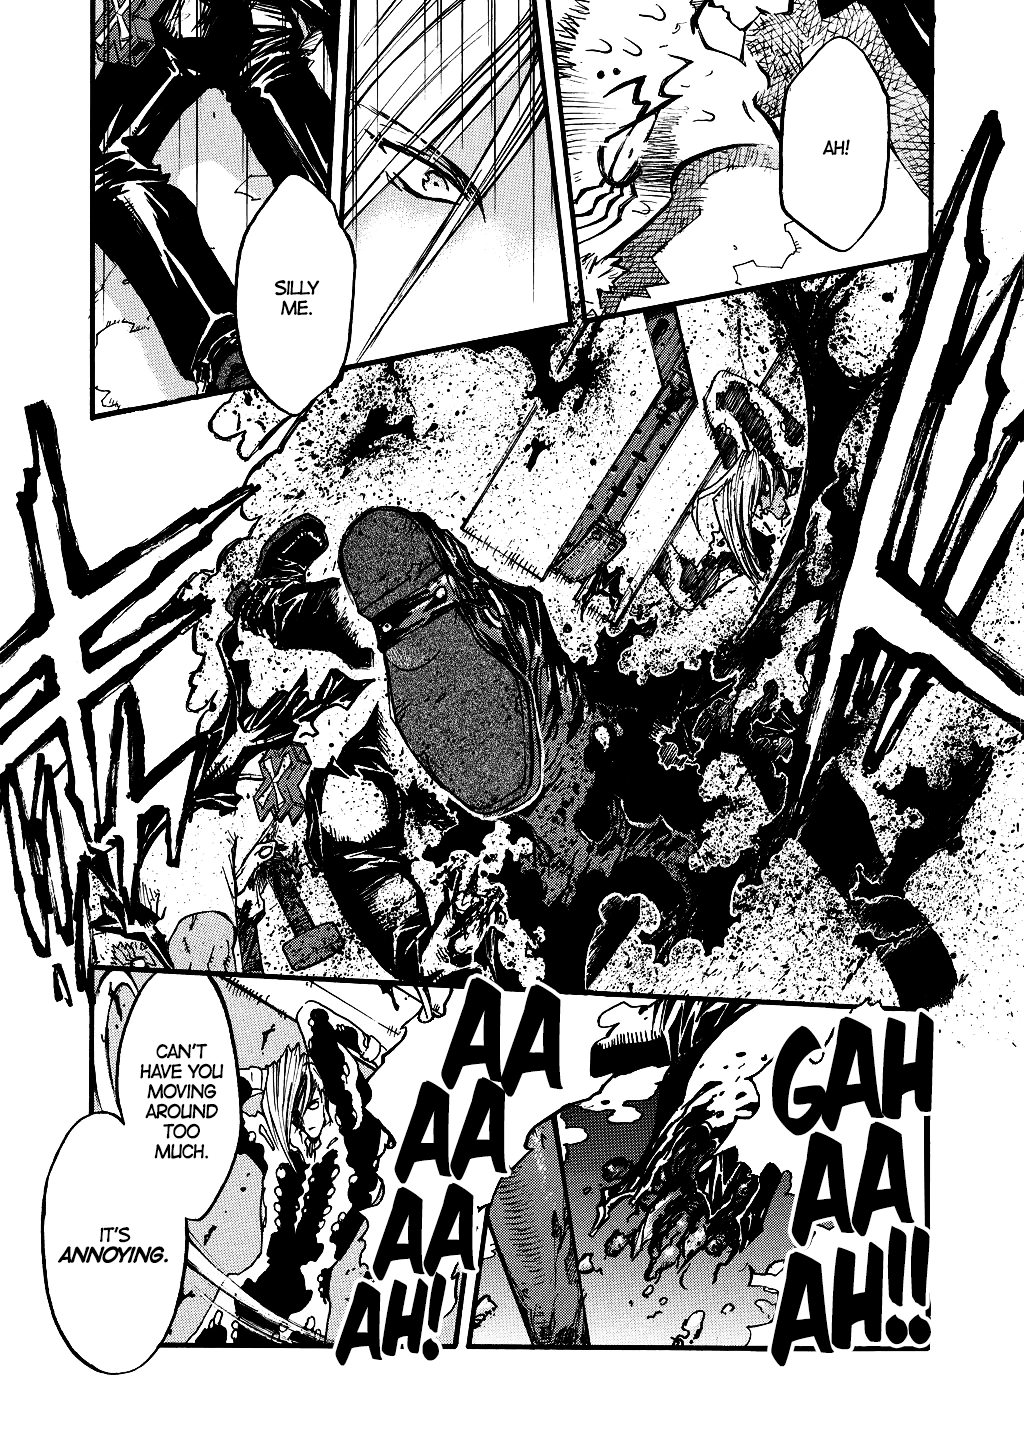 AH!
SILLY
ME.
GAH
AA
AH!!
AA
AA
AA
AH!
CAN'T
HAVE YOU
MOVING
AROUND
TOO
MUCH.
IT'S
ANNOYING.